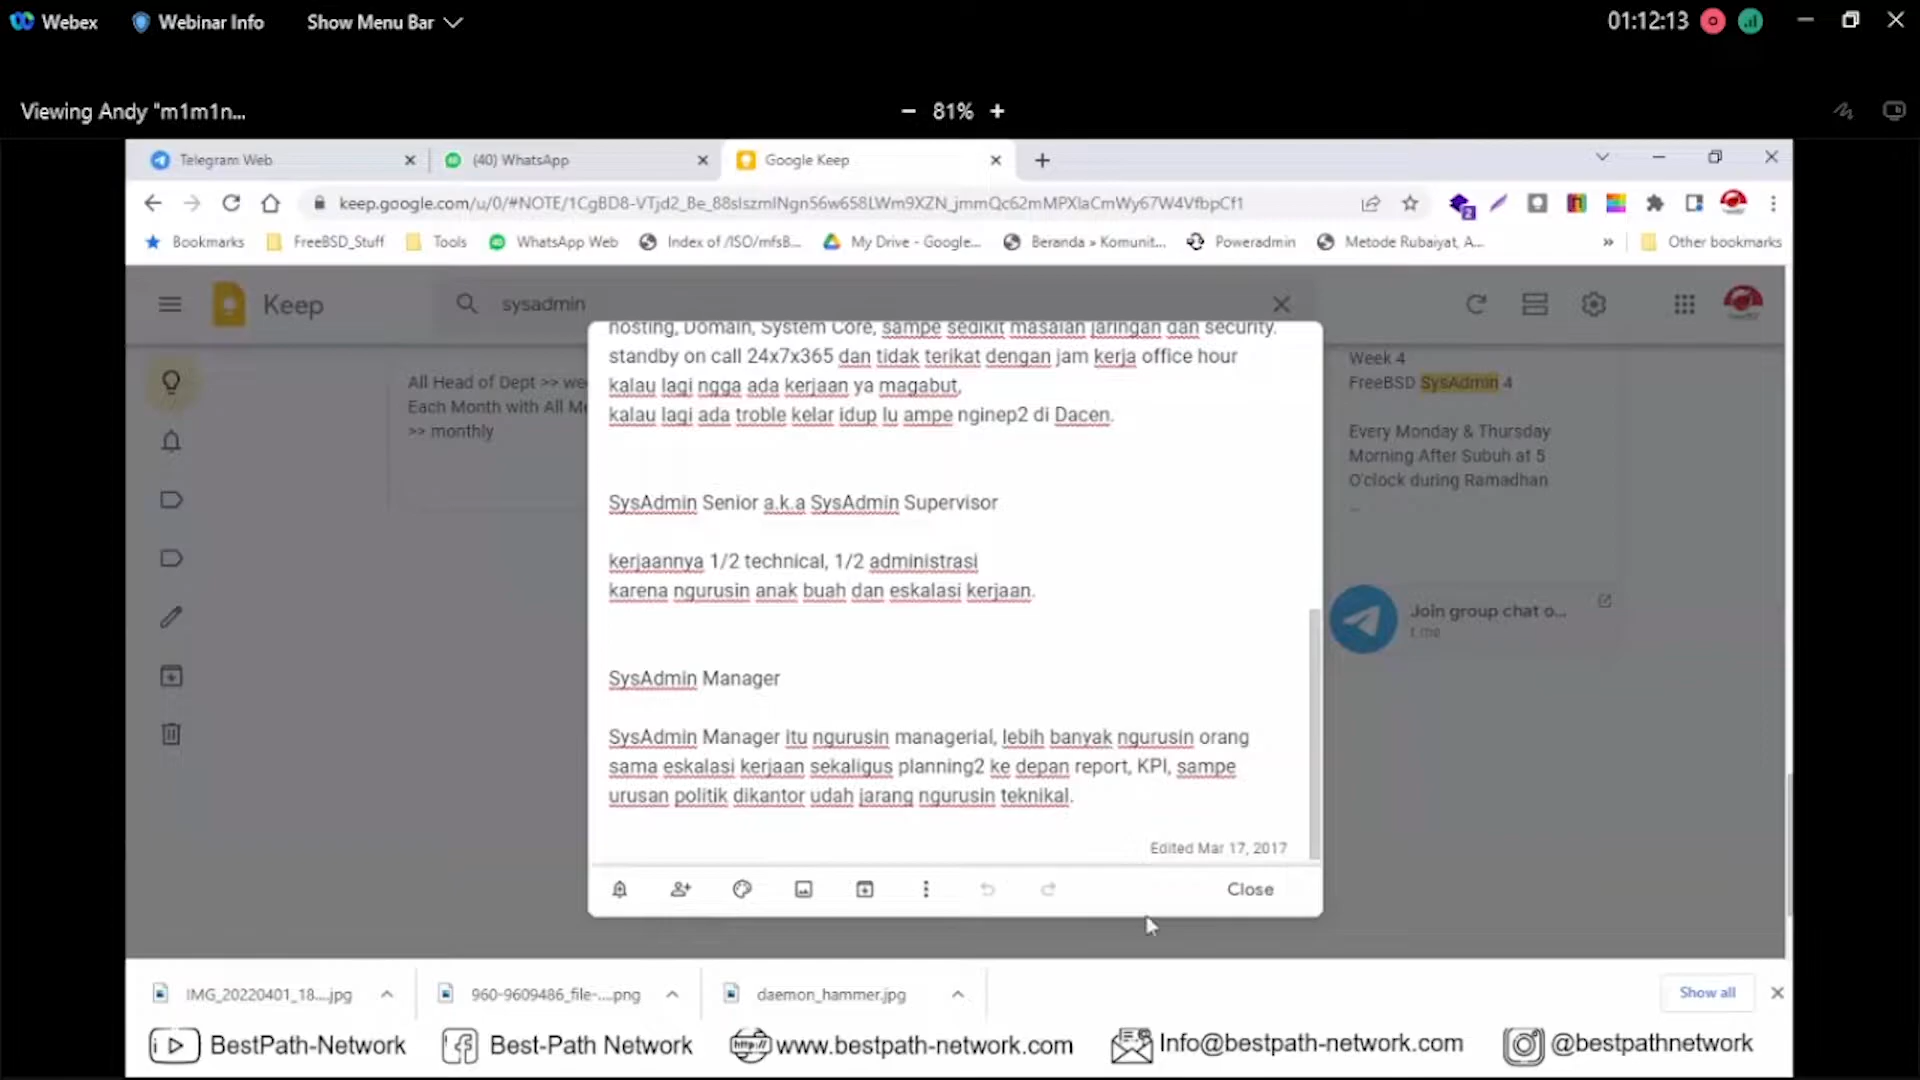 Webex
Webinar Info
Show Menu Bar
01:12:13
Viewing Andy "m1m1n...
81%
Telegram Web
(40) WhatsApp
Google Keep
keep.google.com/u/0/#NOTE/1CgBD8-VTjd2_Be_88slszmlNgn56w658LWm9XZN_jmmQc62mMPXlaCmWy67W4VfbpCf1
Bookmarks
FreeBSD_Stuff
Tools
WhatsApp Web
Index of /ISO/mfsB...
My Drive - Google...
Beranda » Komunit...
Poweradmin
Metode Rubaiyat, A...
»
Other bookmarks
Keep
sysadmin
All Head of Dept >> we
Each Month with All Me
>> monthly
hosting, Domain, System Core, sampe sedikit masalan jaringan dan security.
standby on call 24x7x365 dan tidak terikat dengan jam kerja office hour
kalau lagi ngga ada kerjaan ya magabut,
kalau lagi ada troble kelar idup lu ampe nginep2 di Dacen.
SysAdmin Senior a.k.a SysAdmin Supervisor
kerjaannya 1/2 technical, 1/2 administrasi
karena ngurusin anak buah dan eskalasi kerjaan.
SysAdmin Manager
SysAdmin Manager itu ngurusin managerial, lebih banyak ngurusin orang
sama eskalasi kerjaan sekaligus planning2 ke depan report, KPI, sampe
urusan politik dikantor udah jarang ngurusin teknikal.
Edited Mar 17, 2017
Close
Week 4
FreeBSD SysAdmin 4
Every Monday & Thursday
Morning After Subuh at 5
O'clock during Ramadhan
...
Join group chat o...
t.me
IMG_20220401_18....jpg
960-9609486_file-....png
daemon_hammer.jpg
Show all
BestPath-Network
Best-Path Network
http://
www.bestpath-network.com
Info@bestpath-network.com
@bestpathnetwork